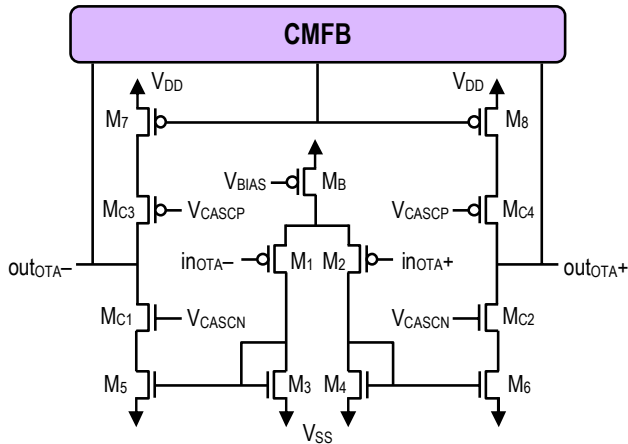 CMFB
VDD VDD
M7 M8
VBIAS MB
MC3 VCASCP VCASCP MC4
inOTA− M1 M2 inOTA+
outOTA− outOTA+
MC1 VCASCN VCASCN MC2
M5 M3 M4 M6
VSS